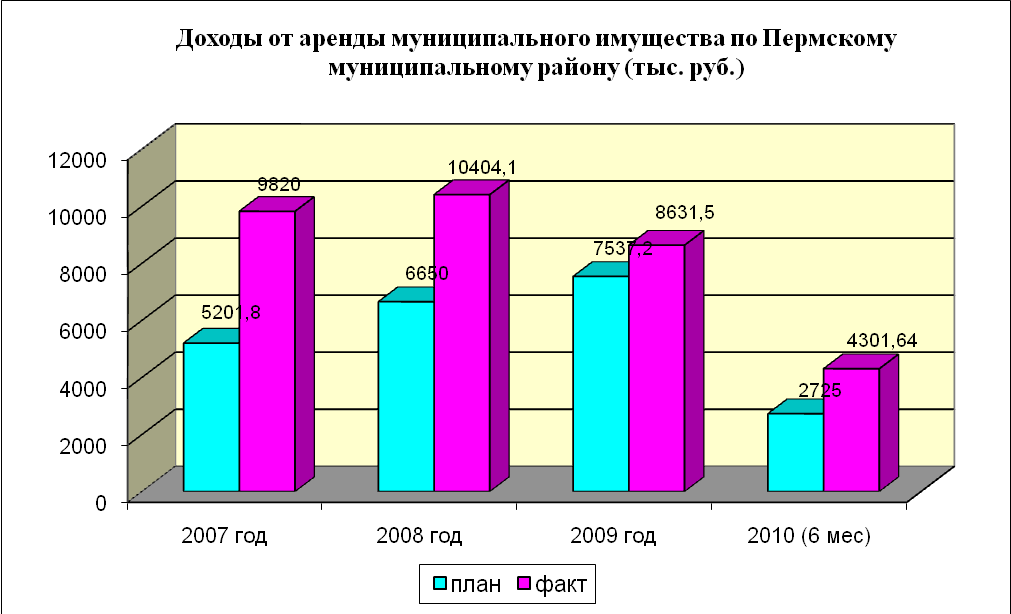 Доходы от аренды муниципального имущества по Пермскому
муниципальному району (тыс. руб.)
12000
10000
8000
6000
4000
2000
0
5201,8
9820
6650
10404,1
7537,2
8631,5
2725
4301,64
2007 год
2008 год
2009 год
2010 (6 мес)
план
факт